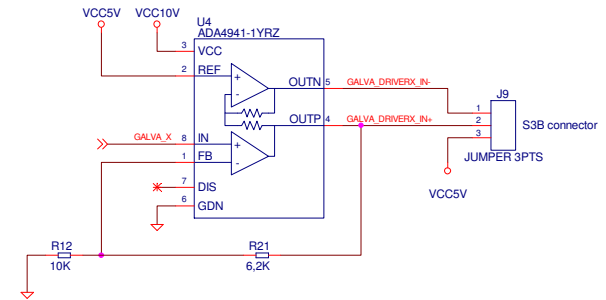 VCC5V VCC10V
U4
ADA4941-1YRZ
3 VCC
2 REF
OUTN 5 GALVA_DRIVERX_IN-
+
-
J9
1
OUTP 4 GALVA_DRIVERX_IN+ 2 S3B connector
3
GALVA_X 8 IN
+
1 FB
-
JUMPER 3PTS
7 DIS
VCC5V
6 GDN
R12 R21
10K 6,2K